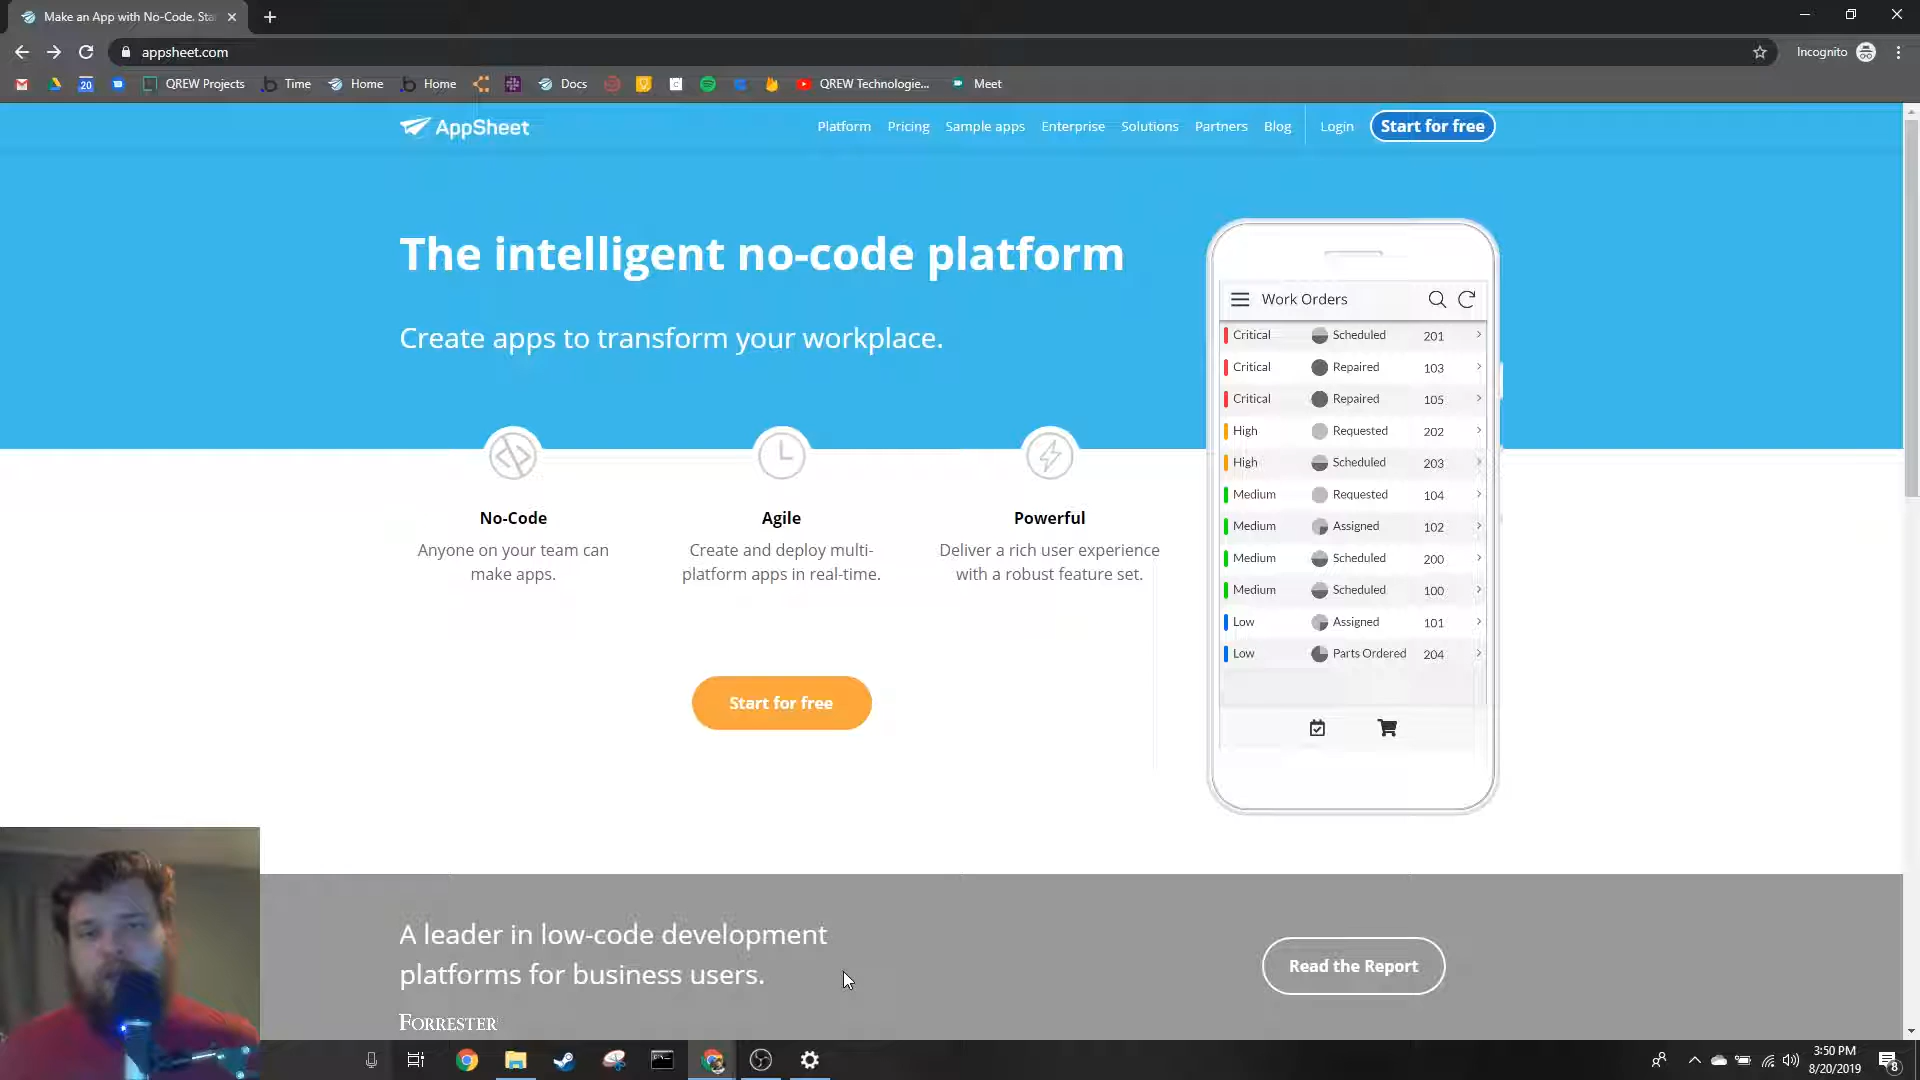 Make an App with No-Code. Sta
appsheet.com
Incognito
20
QREW Projects
Time
Home
Home
Docs
QREW Technologie...
Meet
AppSheet
Platform
Pricing
Sample apps
Enterprise
Solutions
Partners
Blog
Login
Start for free
The intelligent no-code platform
Create apps to transform your workplace.
No-Code
Anyone on your team can
make apps.
Agile
Create and deploy multi-
platform apps in real-time.
Powerful
Deliver a rich user experience
with a robust feature set.
Start for free
Work Orders
Critical Scheduled 201
Critical Repaired 103
Critical Repaired 105
High Requested 202
High Scheduled 203
Medium Requested 104
Medium Assigned 102
Medium Scheduled 200
Medium Scheduled 100
Low Assigned 101
Low Parts Ordered 204
A leader in low-code development
platforms for business users.
FORRESTER
Read the Report
3:50 PM
8/20/2019
8